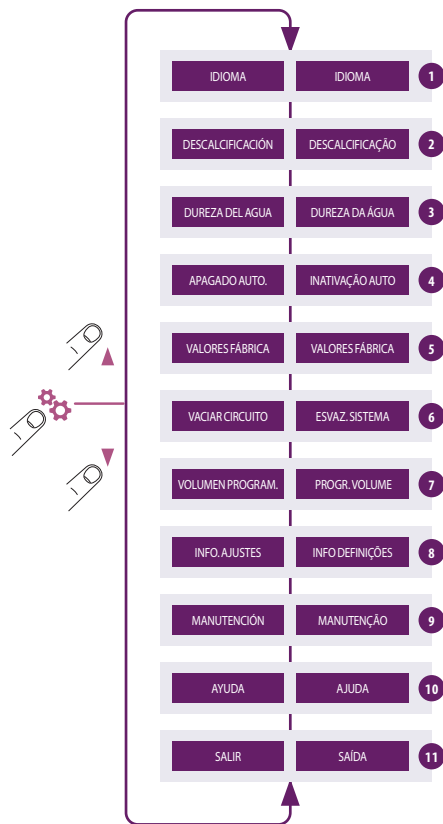 IDIOMA IDIOMA 1
DESCALCIFICACIÓN DESCALCIFICAÇÃO 2
DUREZA DEL AGUA DUREZA DA ÁGUA 3
APAGADO AUTO. INATIVAÇÃO AUTO 4
VALORES FÁBRICA VALORES FÁBRICA 5
VACIAR CIRCUITO ESVAZ. SISTEMA 6
VOLUMEN PROGRAM. PROGR. VOLUME 7
INFO. AJUSTES INFO DEFINIÇÕES 8
MANUTENCIÓN MANUTENÇÃO 9
AYUDA AJUDA 10
SALIR SAÍDA 11